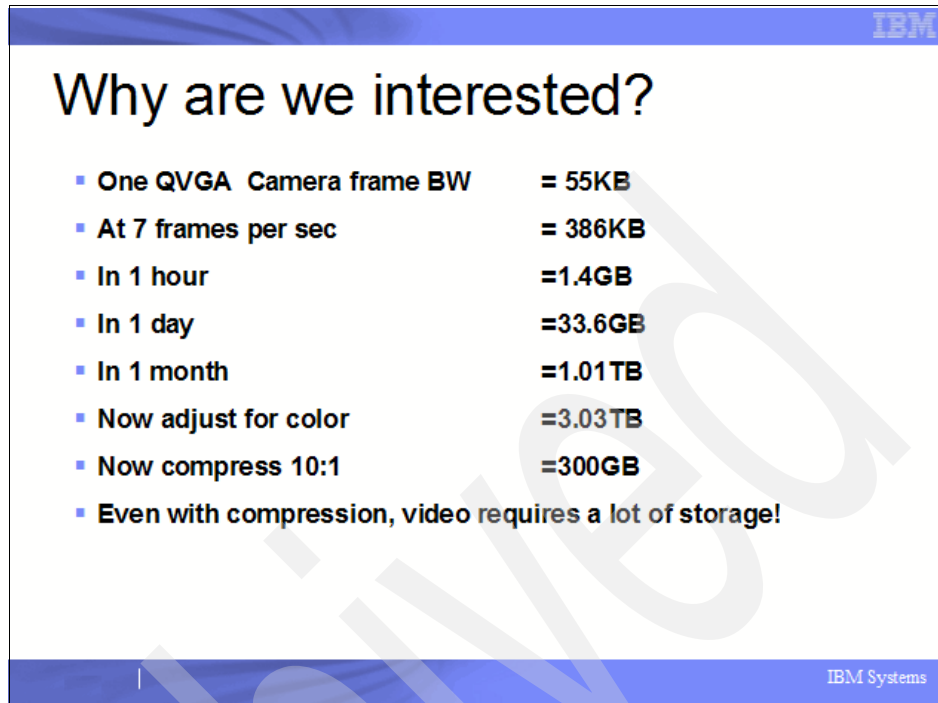 IBM
Why are we interested?
One QVGA Camera frame BW = 55KB
At 7 frames per sec = 386KB
In 1 hour =1.4GB
In 1 day =33.6GB
In 1 month =1.01TB
Now adjust for color =3.03TB
Now compress 10:1 =300GB
Even with compression, video requires a lot of storage!
hived
IBM Systems